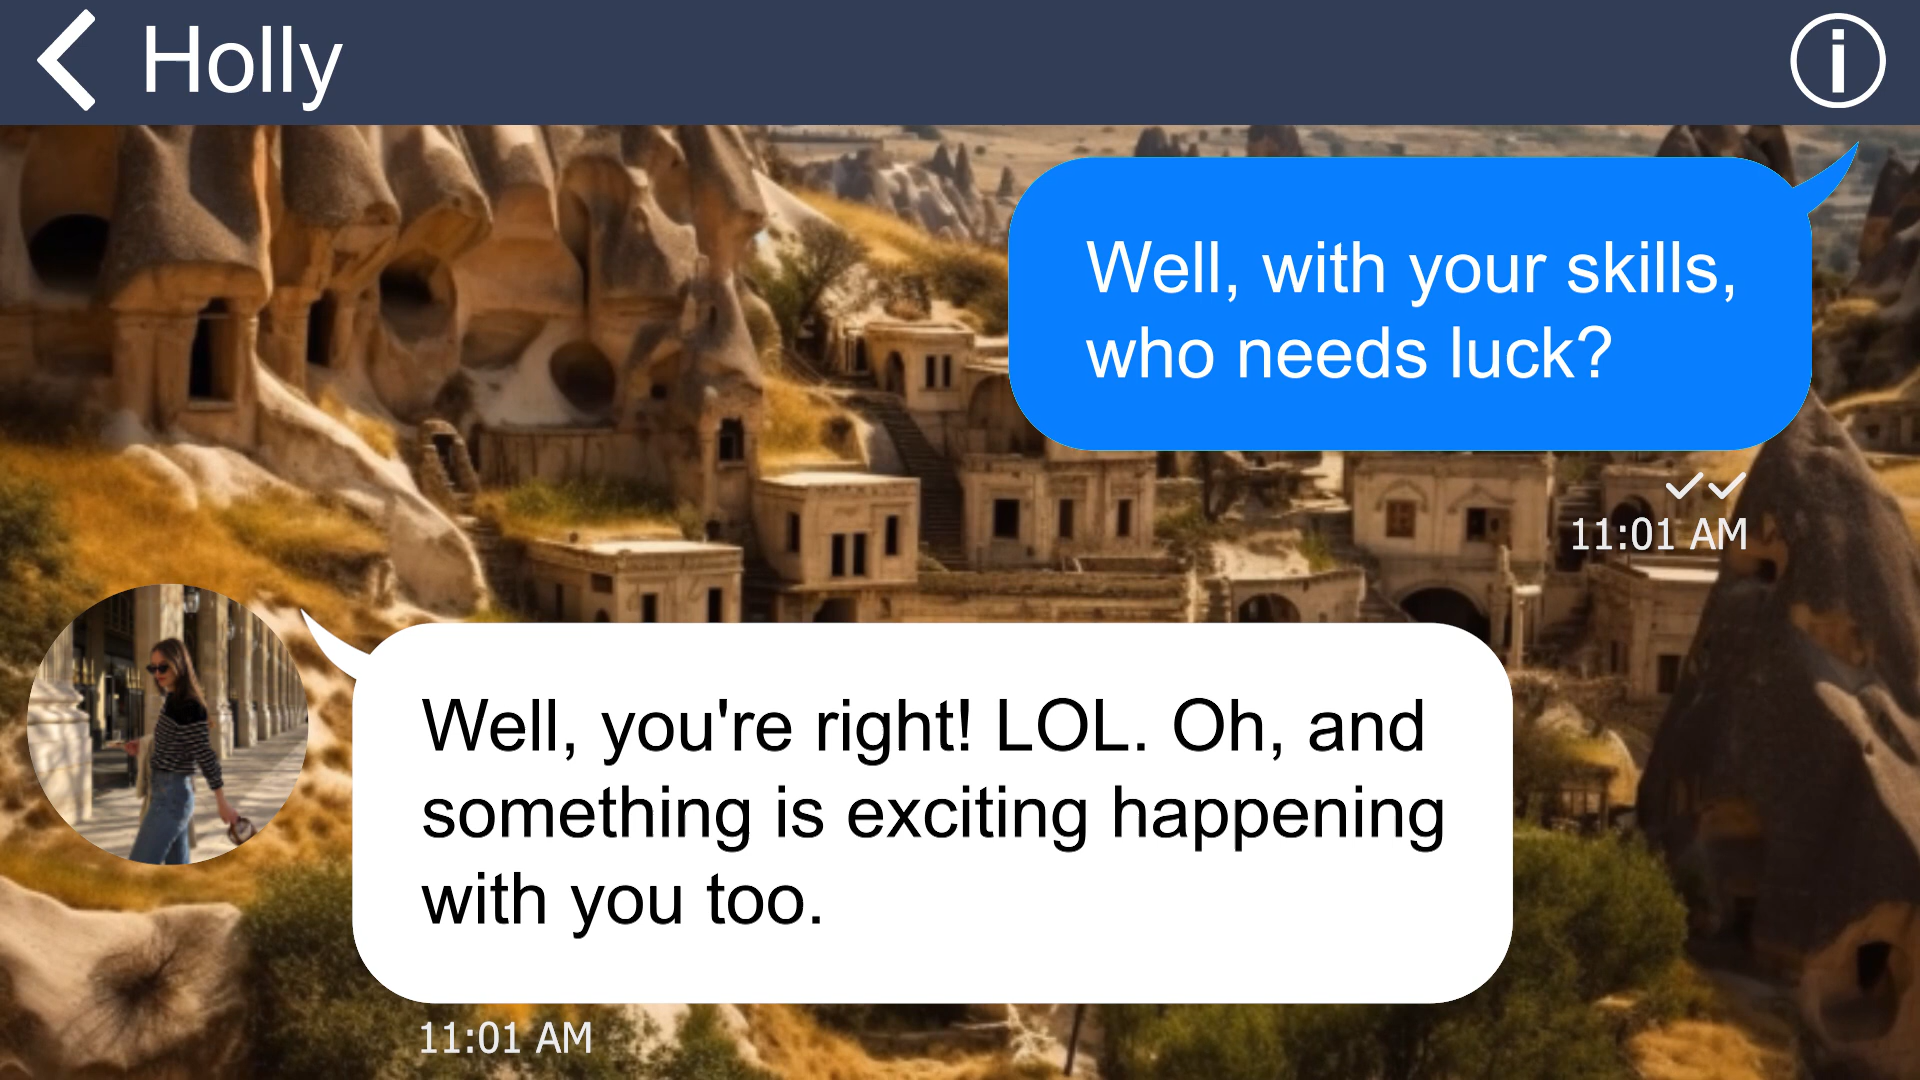 Holly
Well, with your skills,
who needs luck?
11:01 AM
Well, you're right! LOL. Oh, and
something is exciting happening
with you too.
11:01 AM